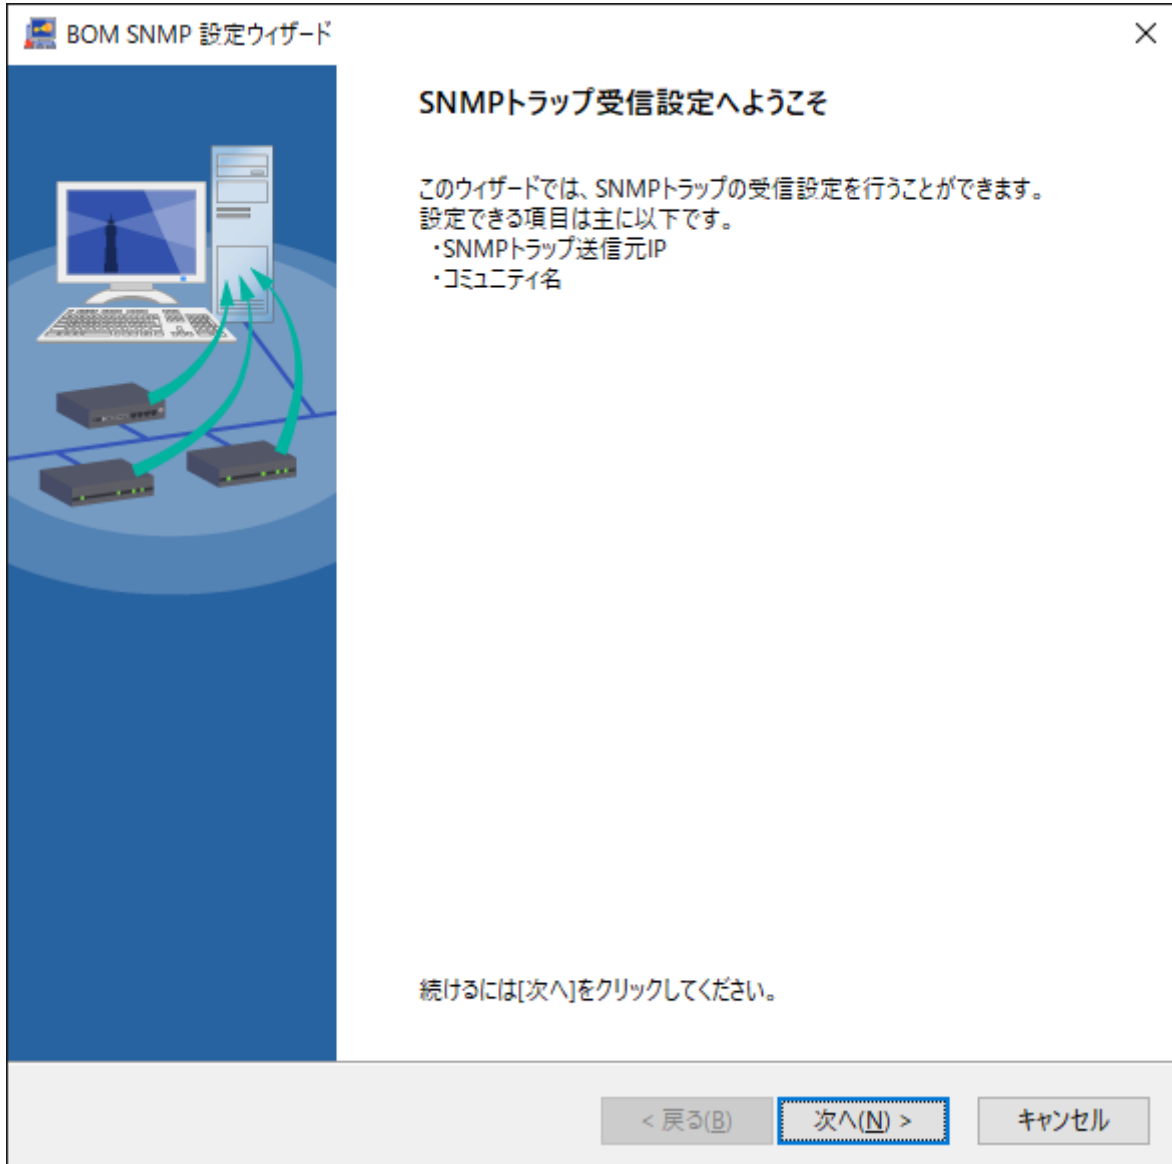 BOM SNMP 設定ウィザード
SNMPトラップ受信設定へようこそ
このウィザードでは、SNMPトラップの受信設定を行うことができます。
設定できる項目は主に以下です。
・SNMPトラップ送信元IP
・コミュニティ名
続けるには[次へ]をクリックしてください。
< 戻る(B)
次へ(N) >
キャンセル